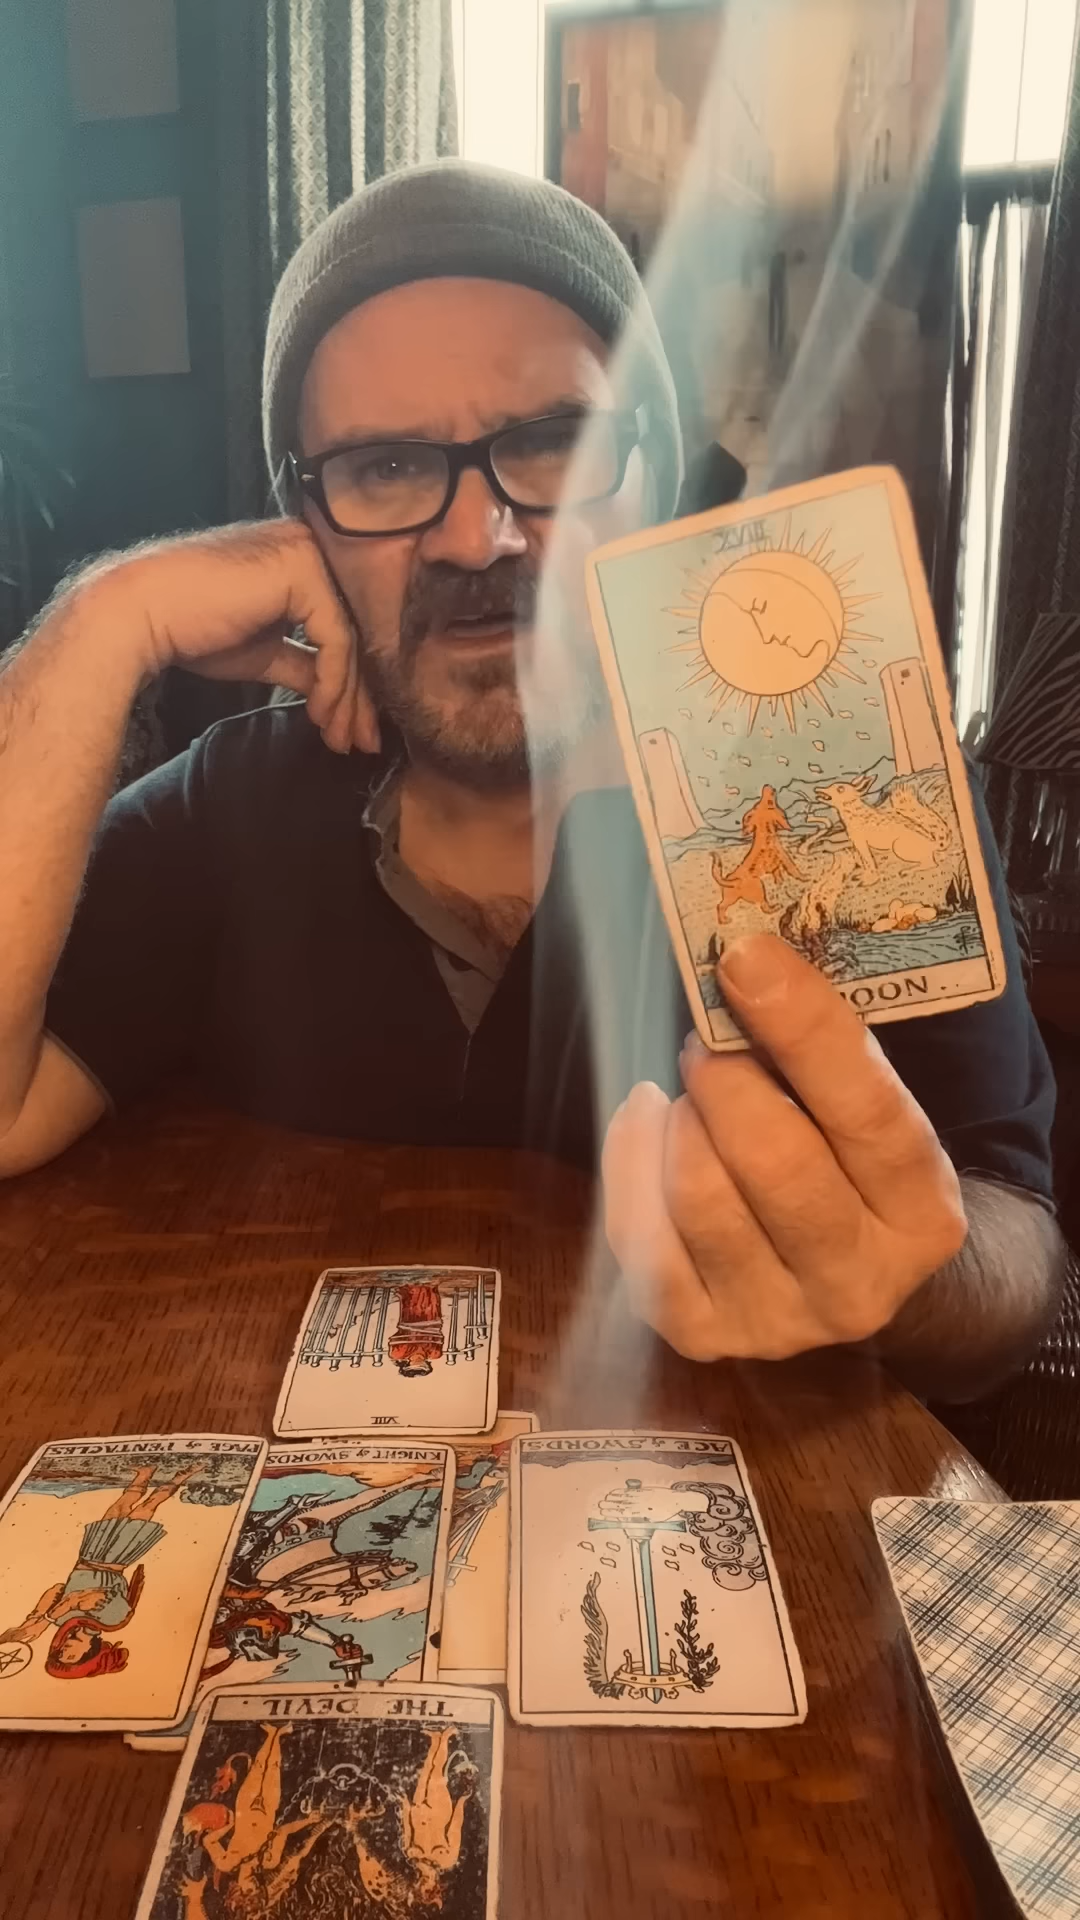 XVIII
OON..
VIII
PAGE of PENTACLES
KNIGHT of SWORDS
ACE of SWORDS
THE DEVIL.